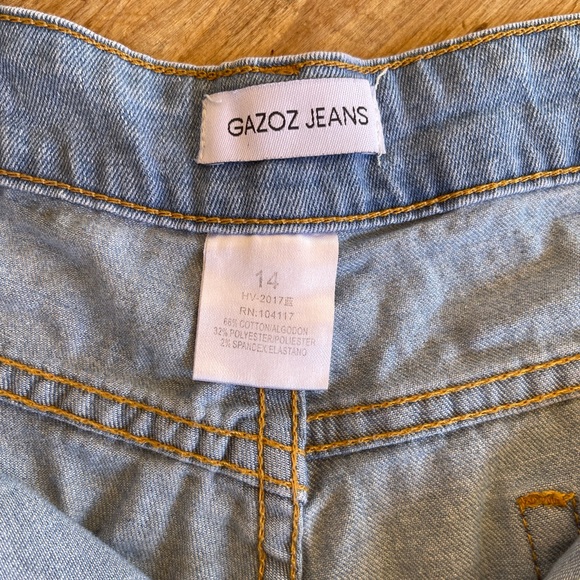 GAZOZ JEANS
14
HV-2017
RN:104117
66% COTTON/ALGODON
32% POLYESTER/POLIESTER
2% SPANDEX/ELASTANO